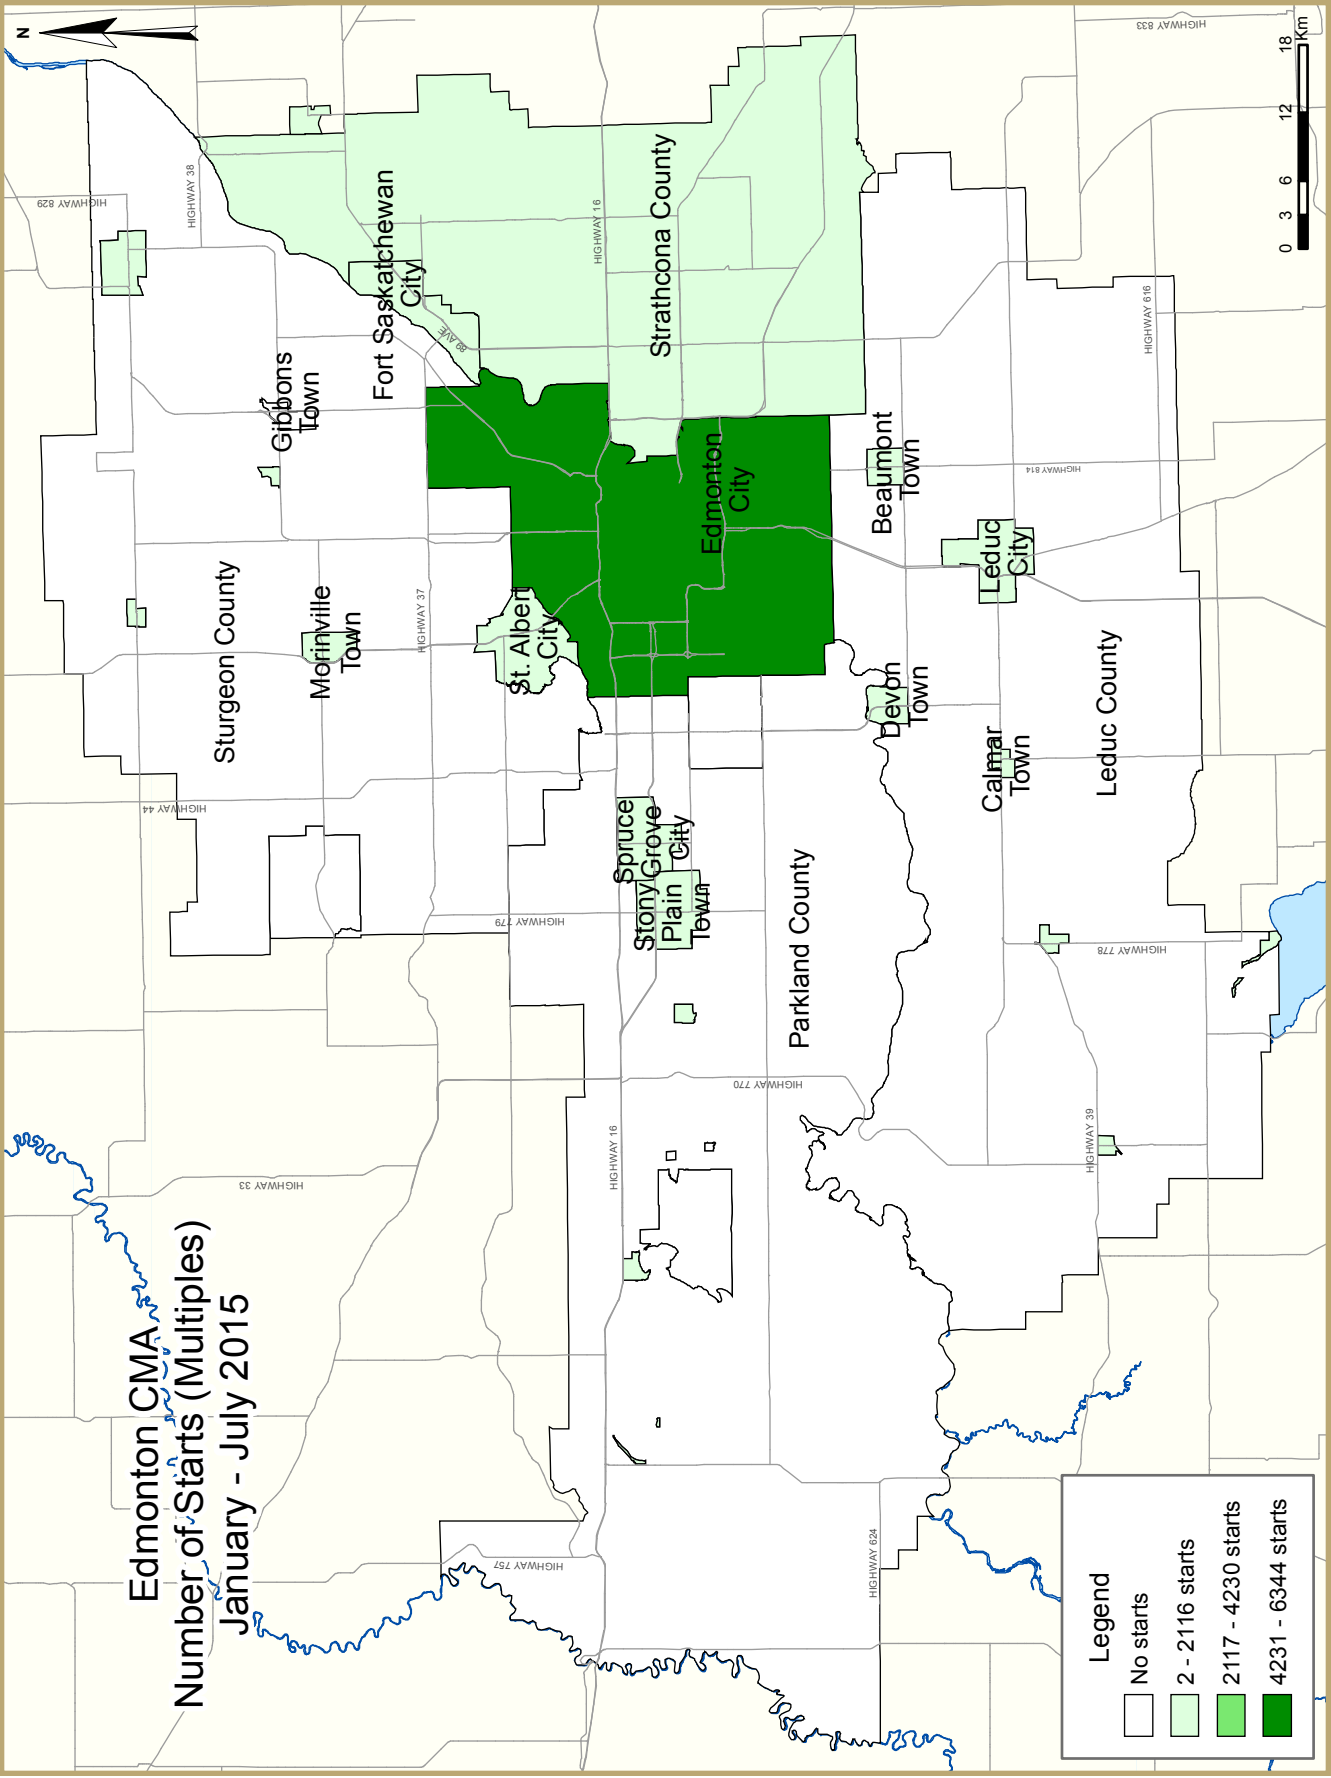 Edmonton CMA
Number of Starts (Multiples)
January - July 2015
N
HIGHWAY 829
HIGHWAY 38
HIGHWAY 833
HIGHWAY 44
HIGHWAY 37
HIGHWAY 33
HIGHWAY 779
HIGHWAY 16
HIGHWAY 16
89 AVE
HIGHWAY 757
HIGHWAY 770
HIGHWAY 624
HIGHWAY 39
HIGHWAY 778
HIGHWAY 814
HIGHWAY 616
Gibbons
Town
Fort Saskatchewan
City
Sturgeon County
Morinville
Town
St. Albert
City
Strathcona County
Edmonton
City
Spruce
Grove
City
Stony
Plain
Town
Parkland County
Beaumont
Town
Devon
Town
Leduc
City
Calmar
Town
Leduc County
Legend
No starts
2 - 2116 starts
2117 - 4230 starts
4231 - 6344 starts
0 3 6 12 18
Km